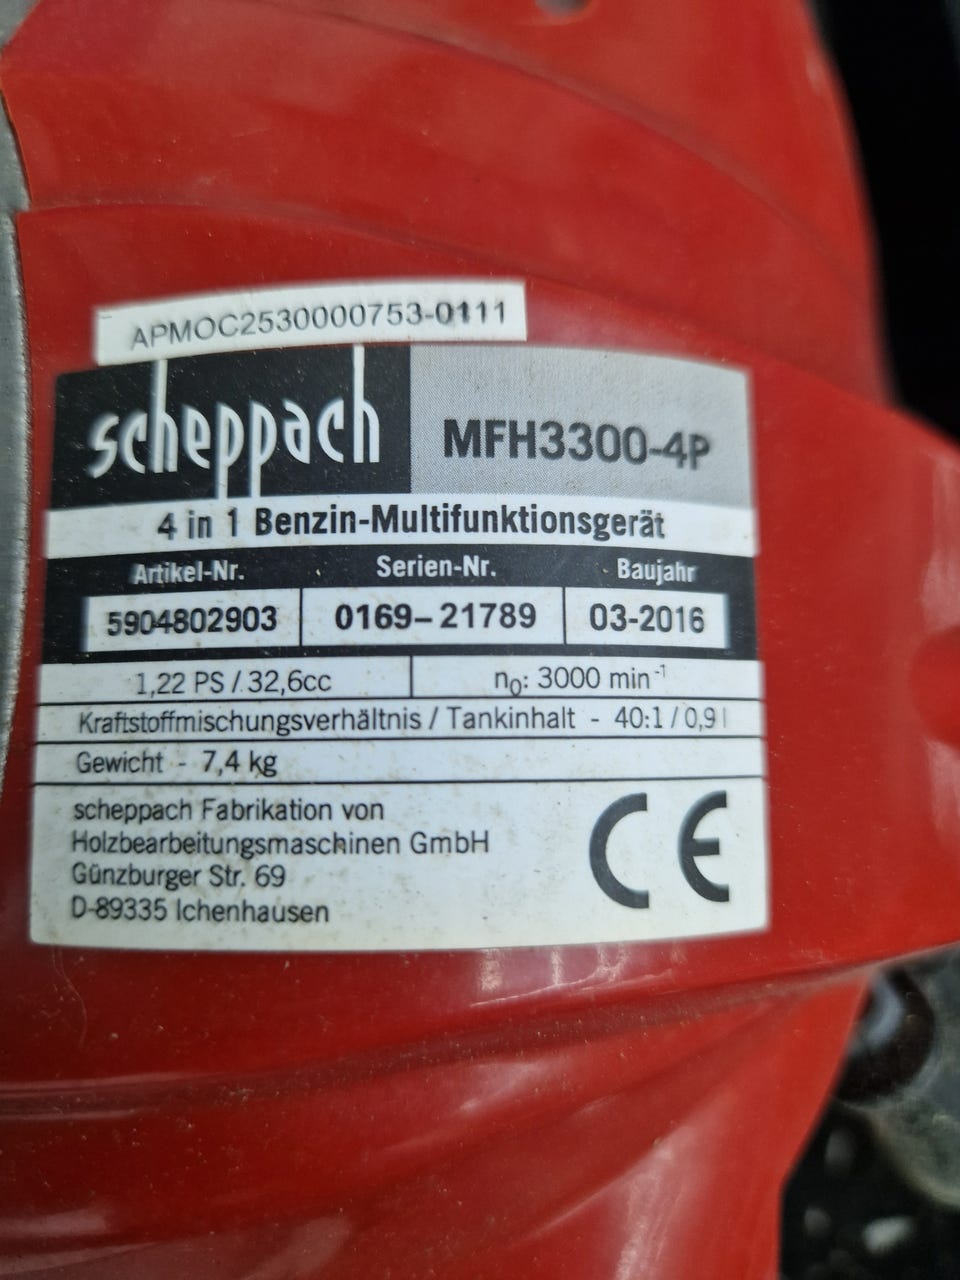 APMOC2530000753-0111
scheppach MFH3300-4P
4 in 1 Benzin-Multifunktionsgerät
Artikel-Nr. Serien-Nr. Baujahr
5904802903 0169-21789 03-2016
1,22 PS / 32,6cc n₀: 3000 min⁻¹
Kraftstoffmischungsverhältnis / Tankinhalt - 40:1 / 0,9 l
Gewicht - 7,4 kg
scheppach Fabrikation von
Holzbearbeitungsmaschinen GmbH
Günzburger Str. 69
D-89335 Ichenhausen
CE